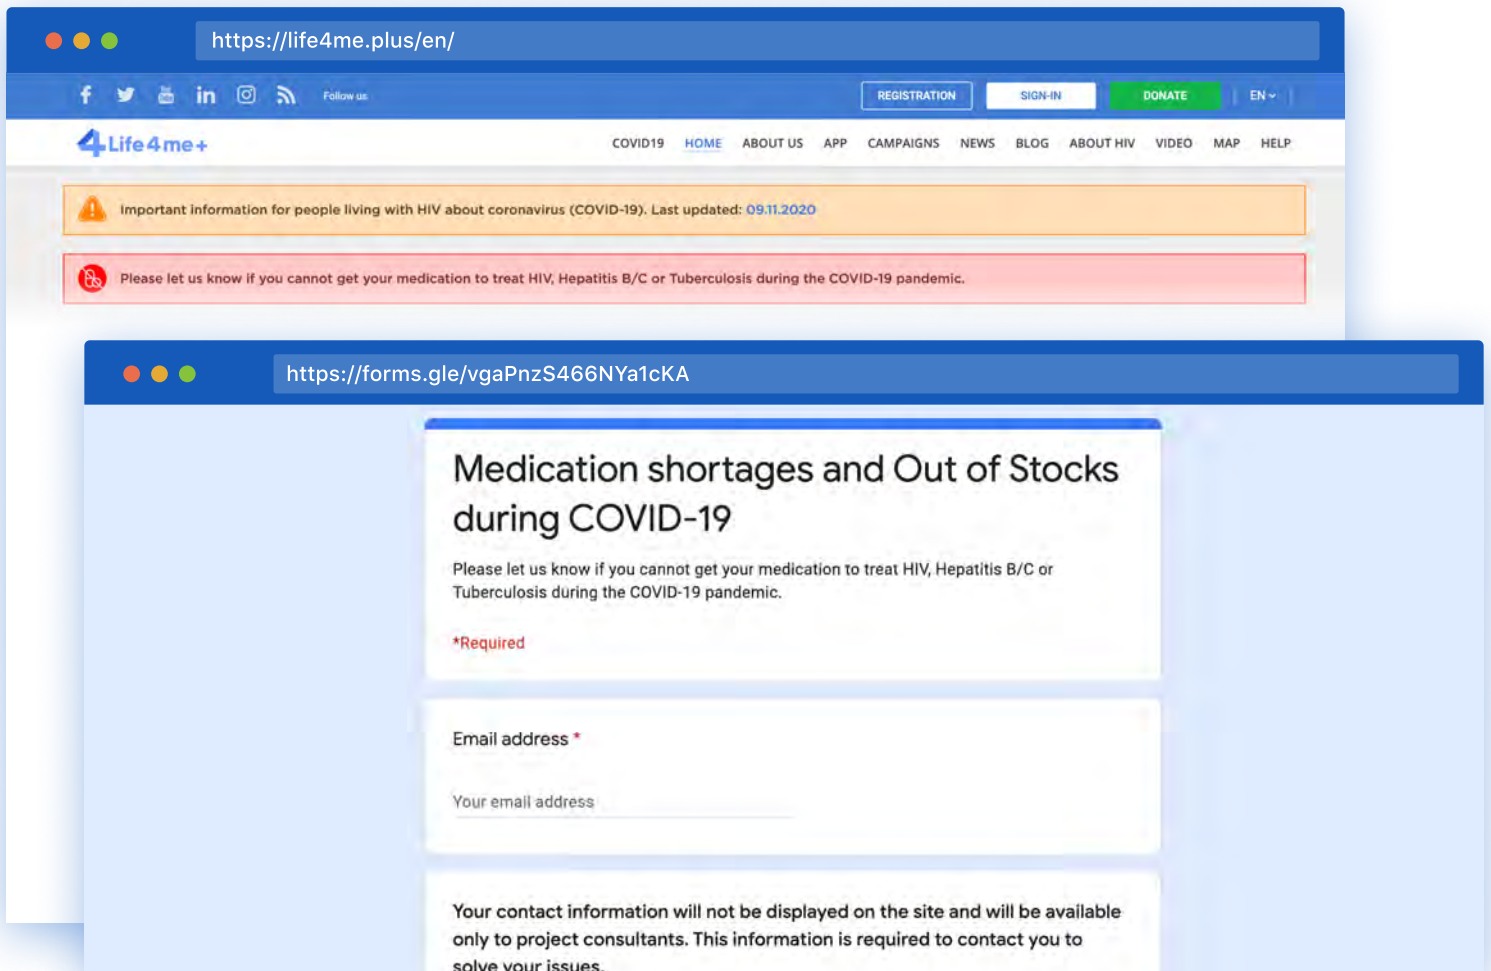 https://life4me.plus/en/
Follow us
REGISTRATION SIGN-IN DONATE EN
4 Life4me+
COVID19 HOME ABOUT US APP CAMPAIGNS NEWS BLOG ABOUT HIV VIDEO MAP HELP
Important information for people living with HIV about coronavirus (COVID-19). Last updated: 09.11.2020
Please let us know if you cannot get your medication to treat HIV, Hepatitis B/C or Tuberculosis during the COVID-19 pandemic.
https://forms.gle/vgaPnzS466NYa1cKA
Medication shortages and Out of Stocks
during COVID-19
Please let us know if you cannot get your medication to treat HIV, Hepatitis B/C or
Tuberculosis during the COVID-19 pandemic.
*Required
Email address *
Your email address
Your contact information will not be displayed on the site and will be available
only to project consultants. This information is required to contact you to
solve your issues.